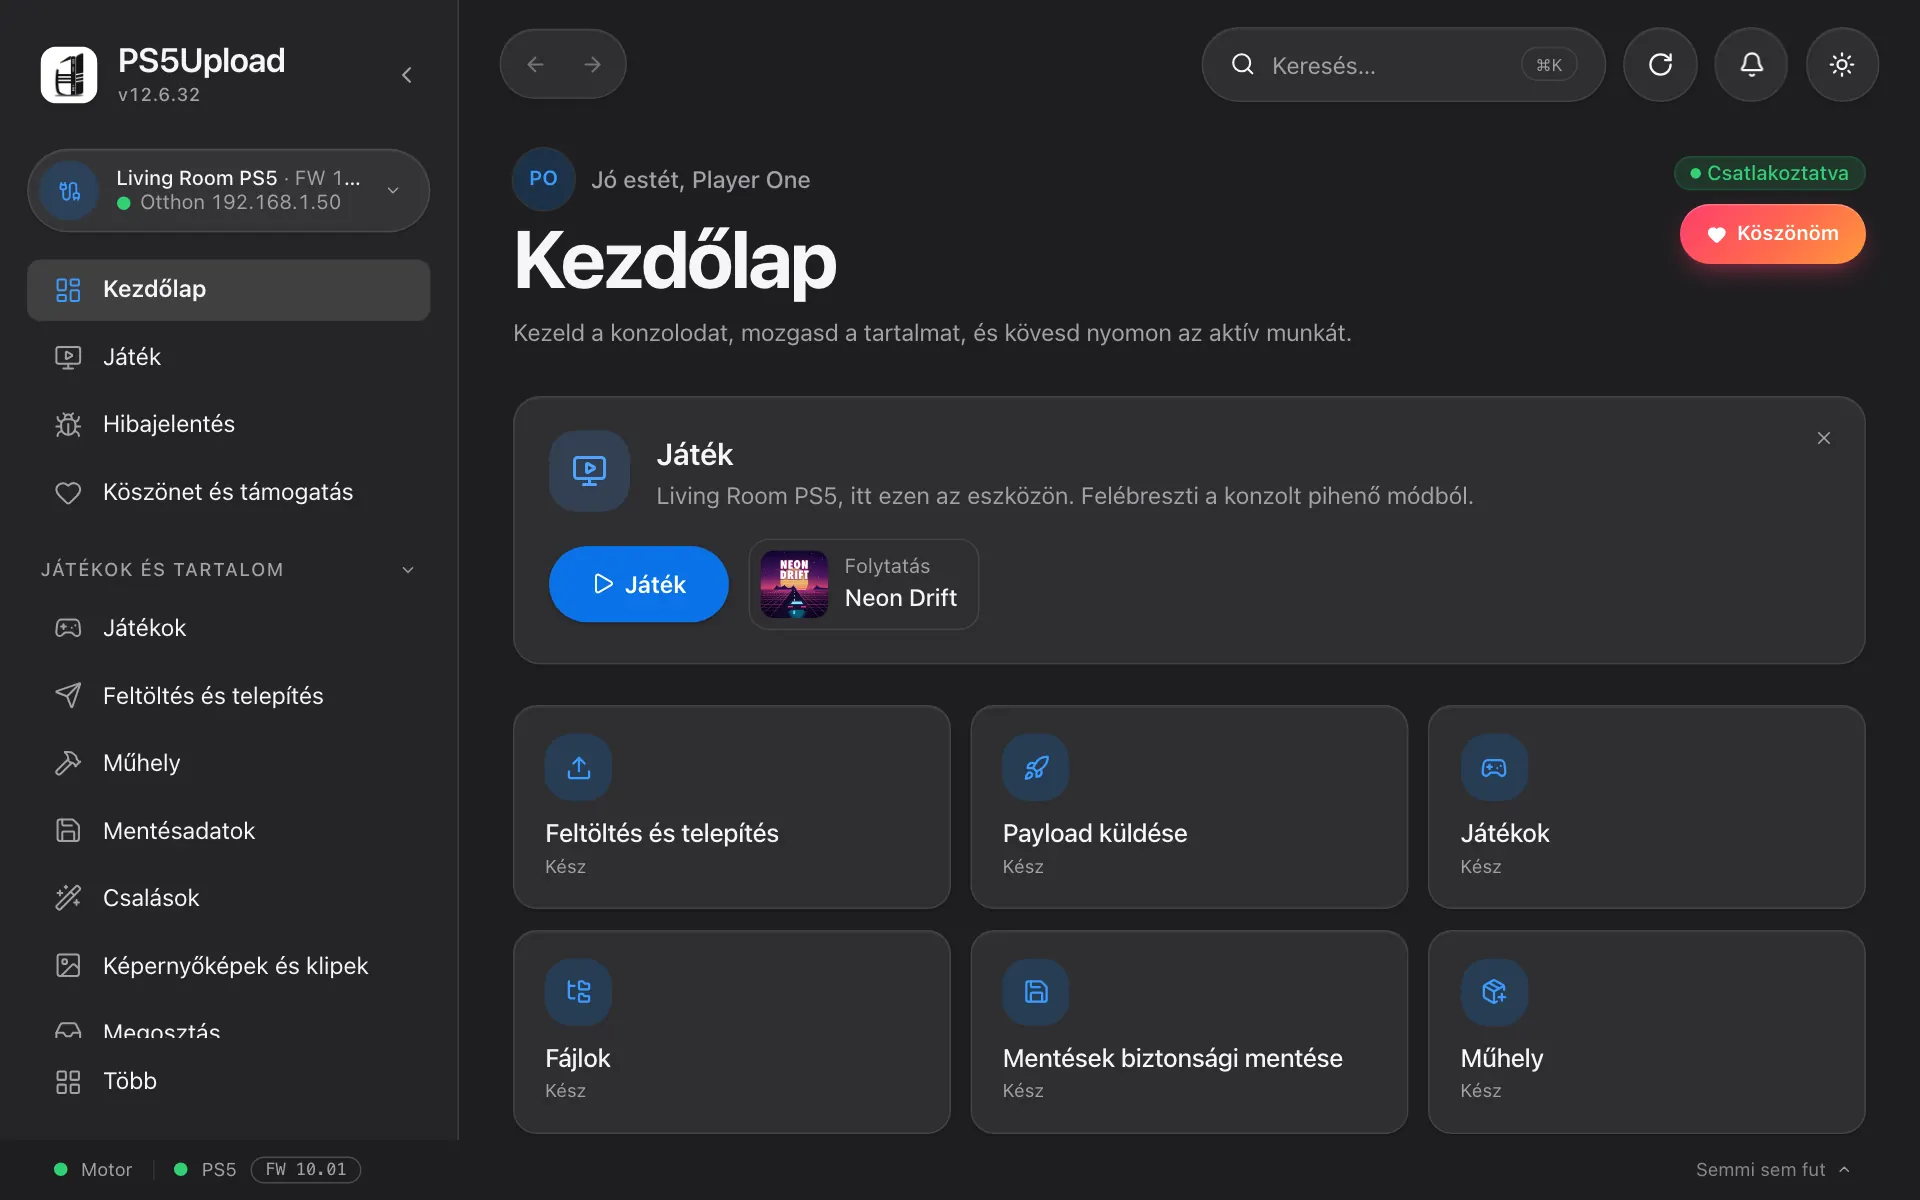 PS5Upload
v12.6.32
Living Room PS5 · FW 1...
Otthon 192.168.1.50
Kezdőlap
Játék
Hibajelentés
Köszönet és támogatás
JÁTÉKOK ÉS TARTALOM
Játékok
Feltöltés és telepítés
Műhely
Mentésadatok
Csalások
Képernyőképek és klipek
Megosztás
Több
Keresés...
⌘K
PO
Jó estét, Player One
Kezdőlap
Kezeld a konzolodat, mozgasd a tartalmat, és kövesd nyomon az aktív munkát.
Csatlakoztatva
Köszönöm
Játék
Living Room PS5, itt ezen az eszközön. Felébreszti a konzolt pihenő módból.
Játék
NEON
DRIFT
Folytatás
Neon Drift
Feltöltés és telepítés
Kész
Payload küldése
Kész
Játékok
Kész
Fájlok
Kész
Mentések biztonsági mentése
Kész
Műhely
Kész
Motor
PS5
FW 10.01
Semmi sem fut